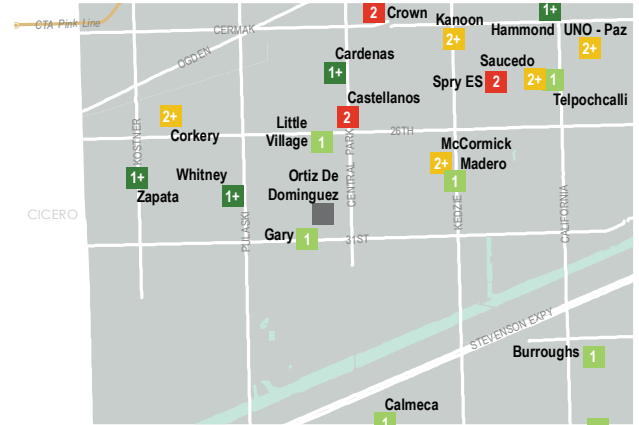 2
Crown
Kanoon
2+
1+
Hammond
UNO - Paz
2+
CTA Pink Line
CERMAK
OGDEN
Cardenas
1+
Saucedo
Spry ES
2
2+
1
Telpochcalli
Castellanos
2
2+
Corkery
KOSTNER
Little
Village
1
26TH
CENTRAL PARK
McCormick
2+
Madero
1
1+
Zapata
Whitney
1+
Ortiz De
Dominguez
CICERO
PULASKI
KEDZIE
CALIFORNIA
Gary
1
31ST
STEVENSON EXPY
Burroughs
1
Calmeca
1